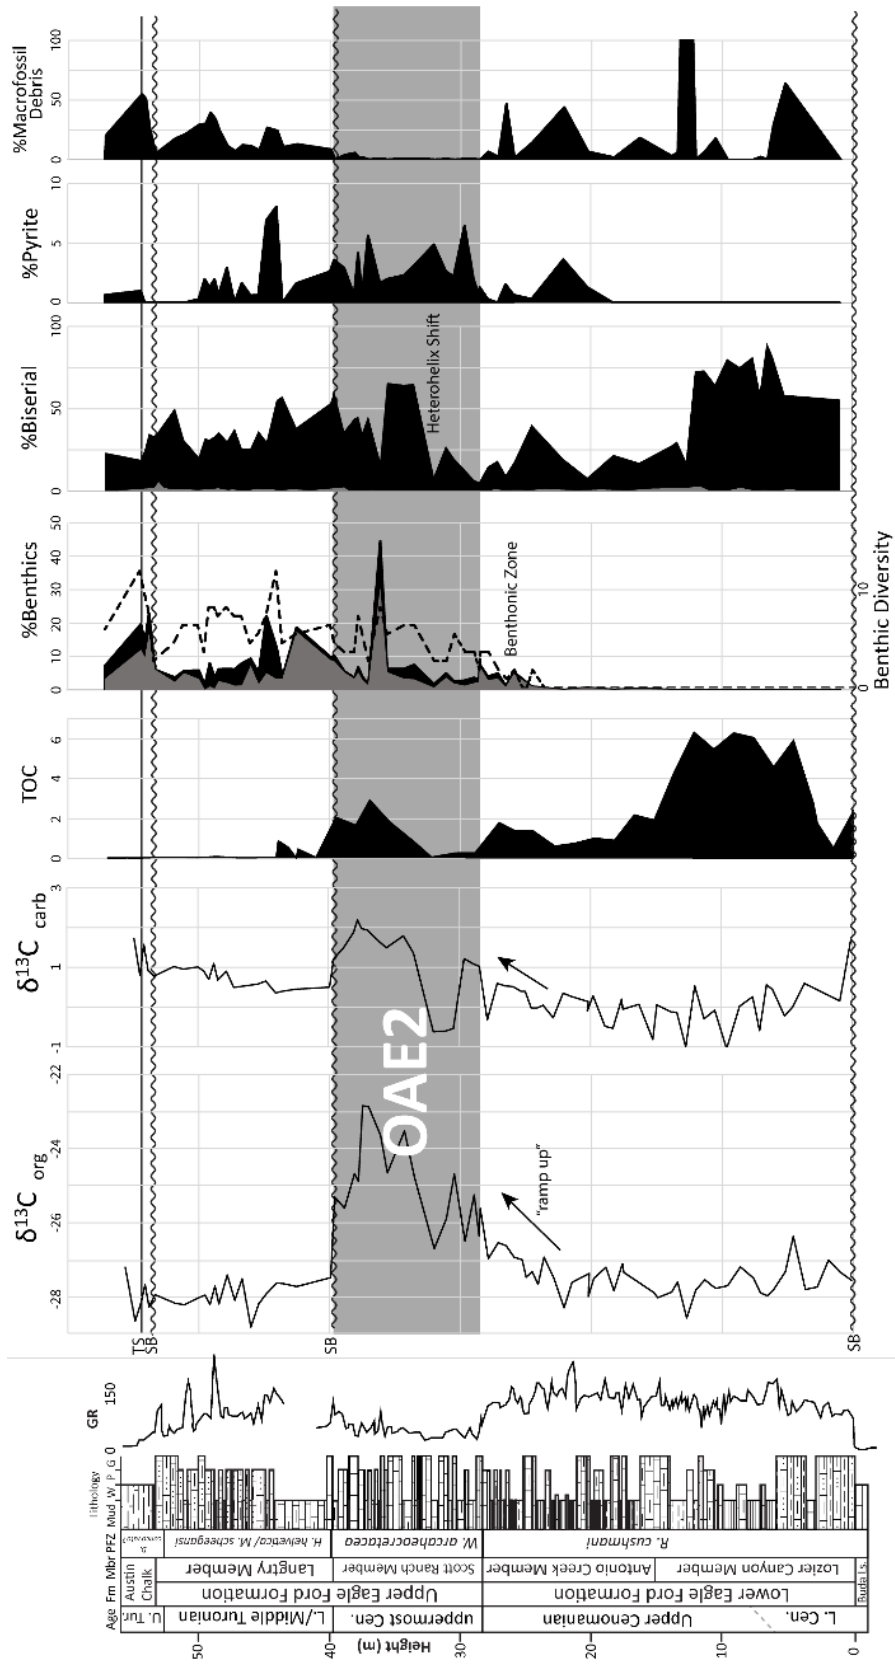 %Macrofossil
Debris
0
50
100
%Pyrite
0
5
10
%Biserial
0
50
100
Heterohelix Shift
%Benthics
0
10
20
30
40
50
Benthonic Zone
0
10
Benthic Diversity
TOC
0
2
4
6
δ13C carb
-1
1
3
OAE2
δ13C org
-28
-26
-24
-22
"ramp up"
TS
SB
SB
SB
GR
0
150
Lithology
Mud W P G
PFZ
H. helvetica/ M. schneegansi
W. archaeocretacea
R. cushmani
Mbr
Langtry Member
Scott Ranch Member
Antonio Creek Member
Lozier Canyon Member
Fm
Austin
Chalk
Upper Eagle Ford Formation
Lower Eagle Ford Formation
Buda Ls.
Age
U. Tur.
L./Middle Turonian
uppermost Cen.
Upper Cenomanian
L. Cen.
Height (m)
50
40
30
20
10
0